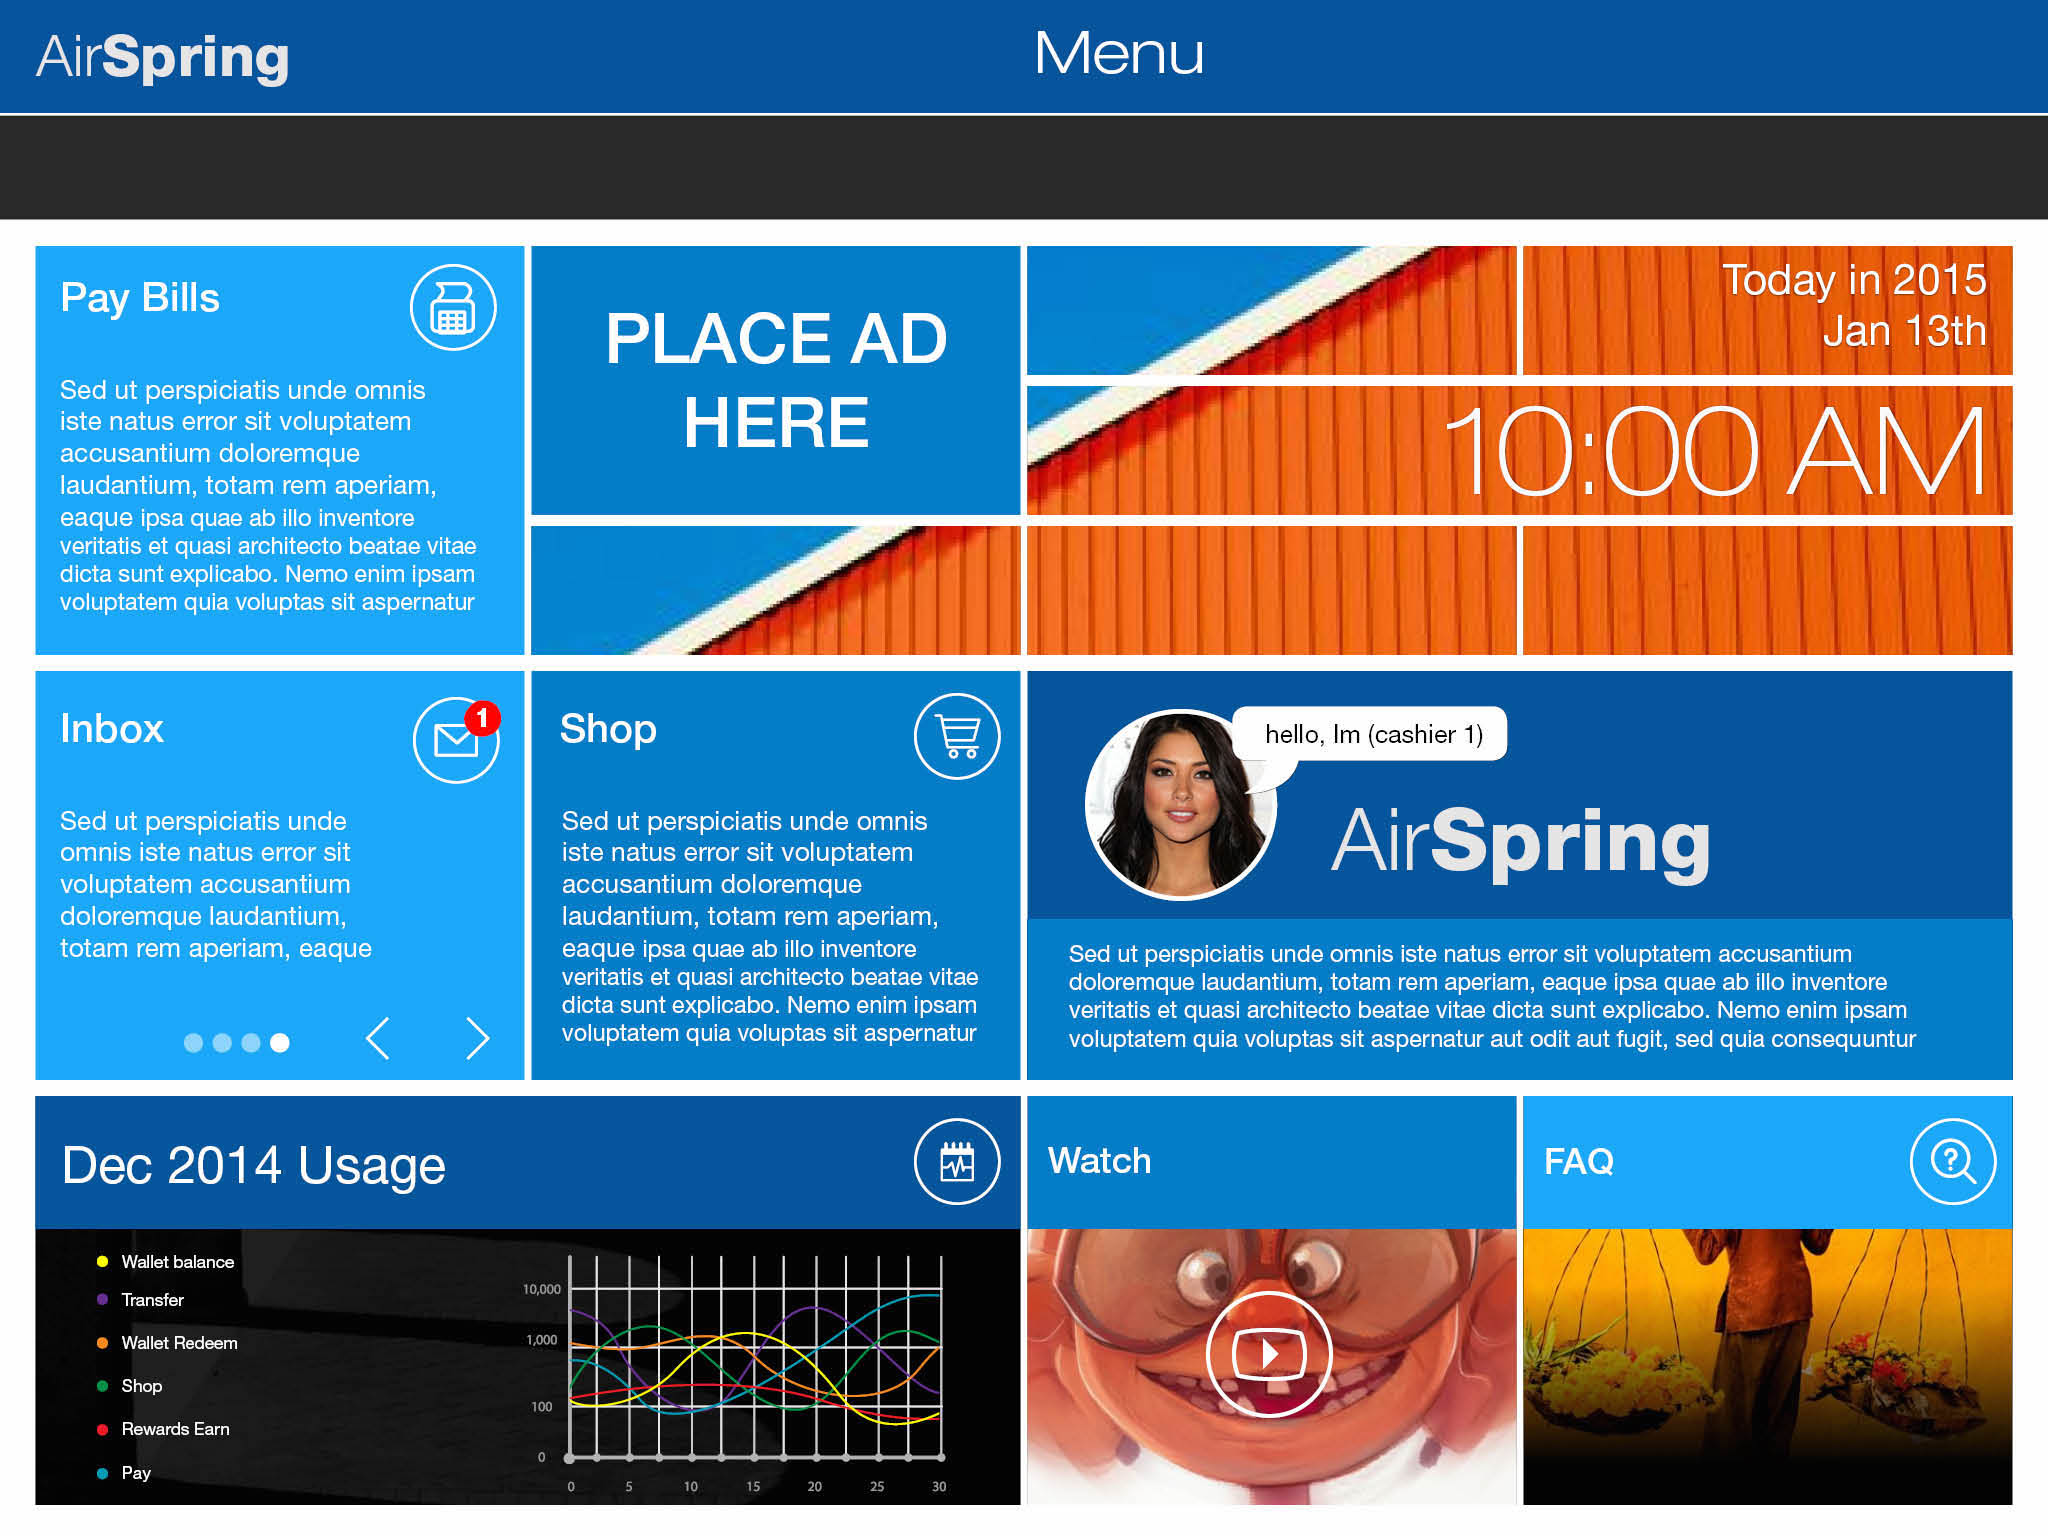 AirSpring
Menu
Pay Bills
Sed ut perspiciatis unde omnis
iste natus error sit voluptatem
accusantium doloremque
laudantium, totam rem aperiam,
eaque ipsa quae ab illo inventore
veritatis et quasi architecto beatae vitae
dicta sunt explicabo. Nemo enim ipsam
voluptatem quia voluptas sit aspernatur
PLACE AD
HERE
Today in 2015
Jan 13th
10:00 AM
Inbox
1
Sed ut perspiciatis unde
omnis iste natus error sit
voluptatem accusantium
doloremque laudantium,
totam rem aperiam, eaque
Shop
Sed ut perspiciatis unde omnis
iste natus error sit voluptatem
accusantium doloremque
laudantium, totam rem aperiam,
eaque ipsa quae ab illo inventore
veritatis et quasi architecto beatae vitae
dicta sunt explicabo. Nemo enim ipsam
voluptatem quia voluptas sit aspernatur
hello, Im (cashier 1)
AirSpring
Sed ut perspiciatis unde omnis iste natus error sit voluptatem accusantium
doloremque laudantium, totam rem aperiam, eaque ipsa quae ab illo inventore
veritatis et quasi architecto beatae vitae dicta sunt explicabo. Nemo enim ipsam
voluptatem quia voluptas sit aspernatur aut odit aut fugit, sed quia consequuntur
Dec 2014 Usage
Wallet balance
Transfer
Wallet Redeem
Shop
Rewards Earn
Pay
10,000
1,000
100
0
0 5 10 15 20 25 30
Watch
FAQ
?